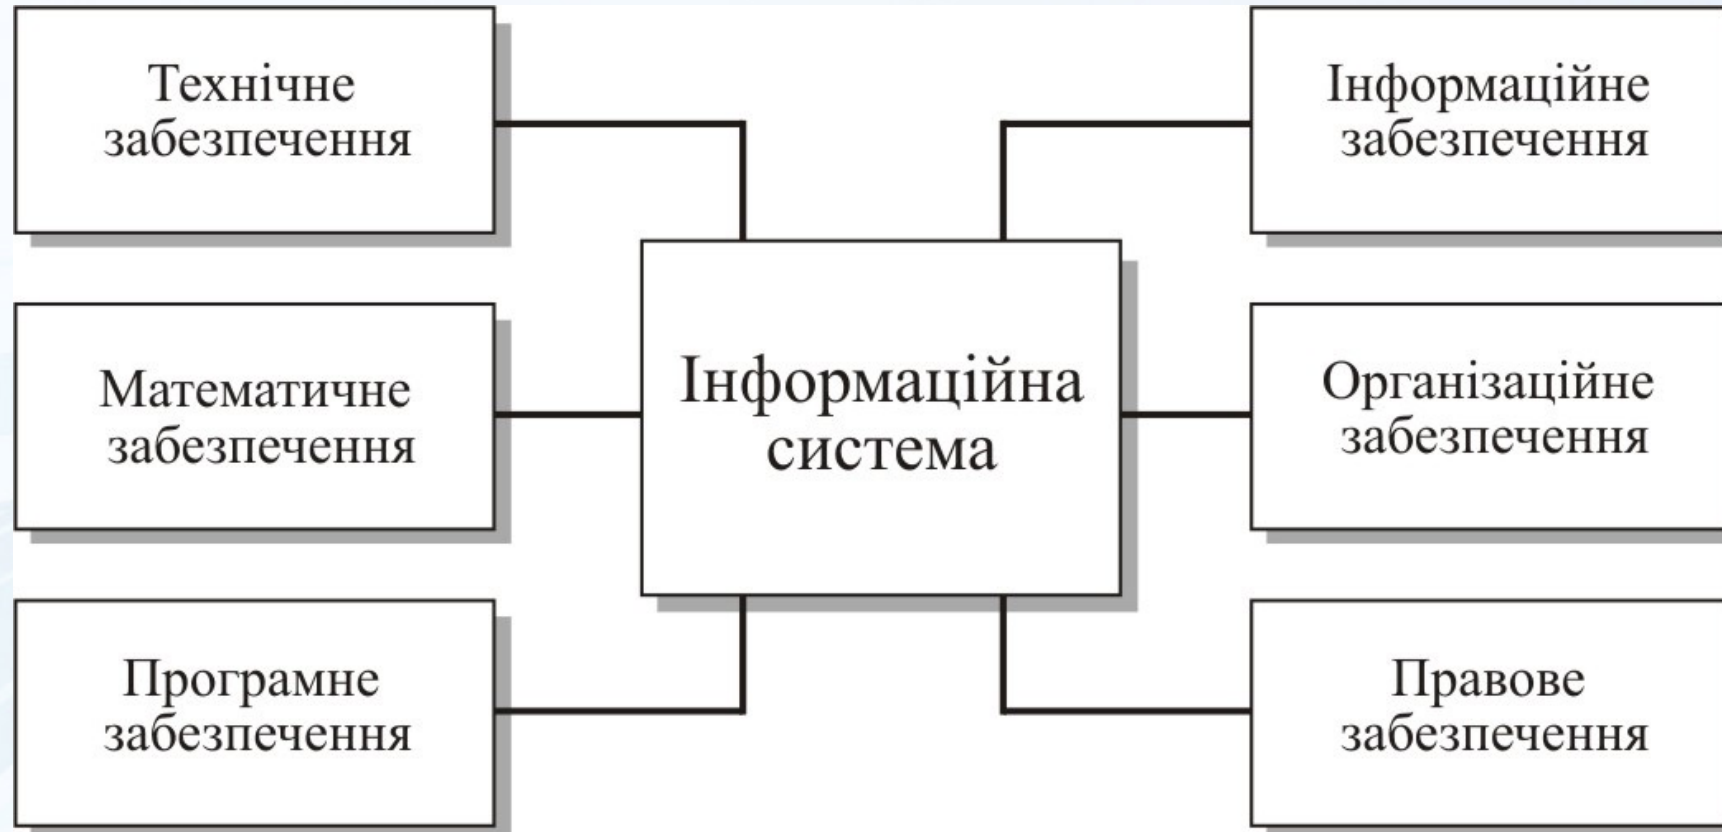 Технічне
забезпечення
Інформаційне
забезпечення
Математичне
забезпечення
Інформаційна
система
Організаційне
забезпечення
Програмне
забезпечення
Правове
забезпечення